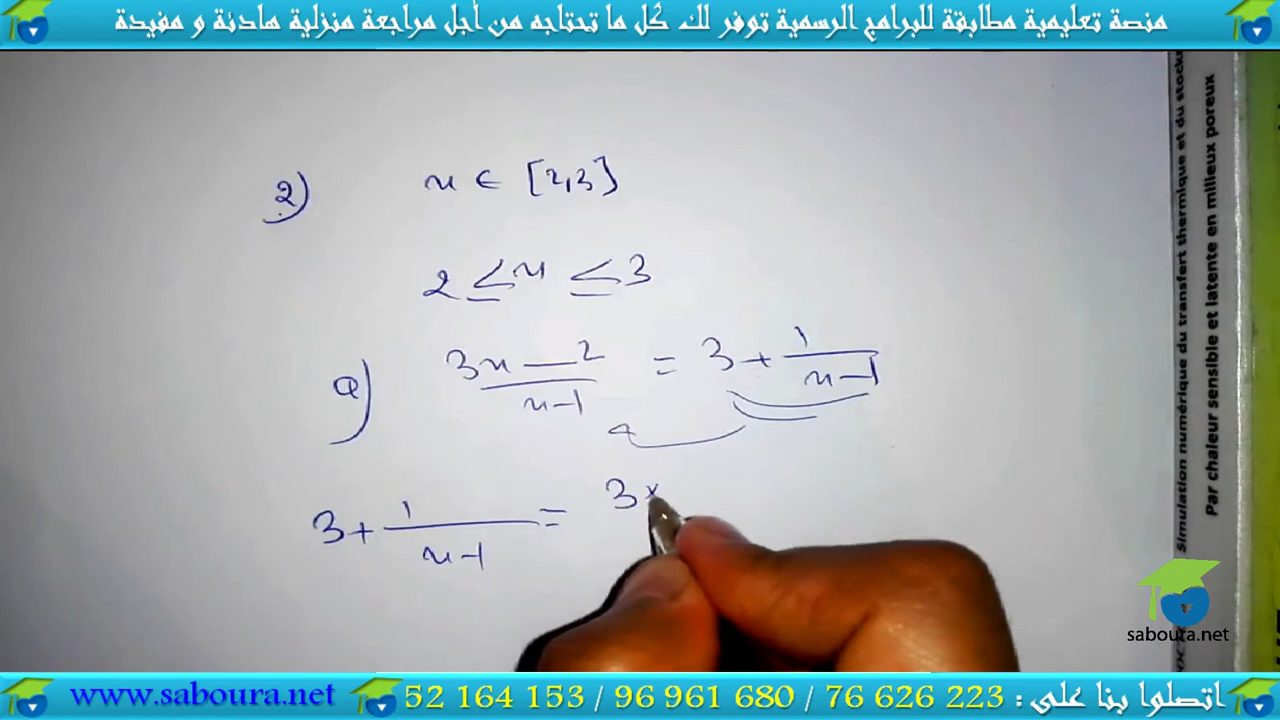 منصة تعليمية مطابقة للبرامج الرسمية توفر لك كل ما تحتاجه من أجل مراجعة منزلية هادئة و مفيدة
2) x ∈ [2,3]
2 ≤ x ≤ 3
a) (3x - 2)/(x-1) = 3 + 1/(x-1)
3 + 1/(x-1) = 3×
Simulation numérique du transfert thermique et du stock
Par chaleur sensible et latente en milieux poreux
saboura.net
www.saboura.net 52 164 153 / 96 961 680 / 76 626 223 : اتصلوا بنا على